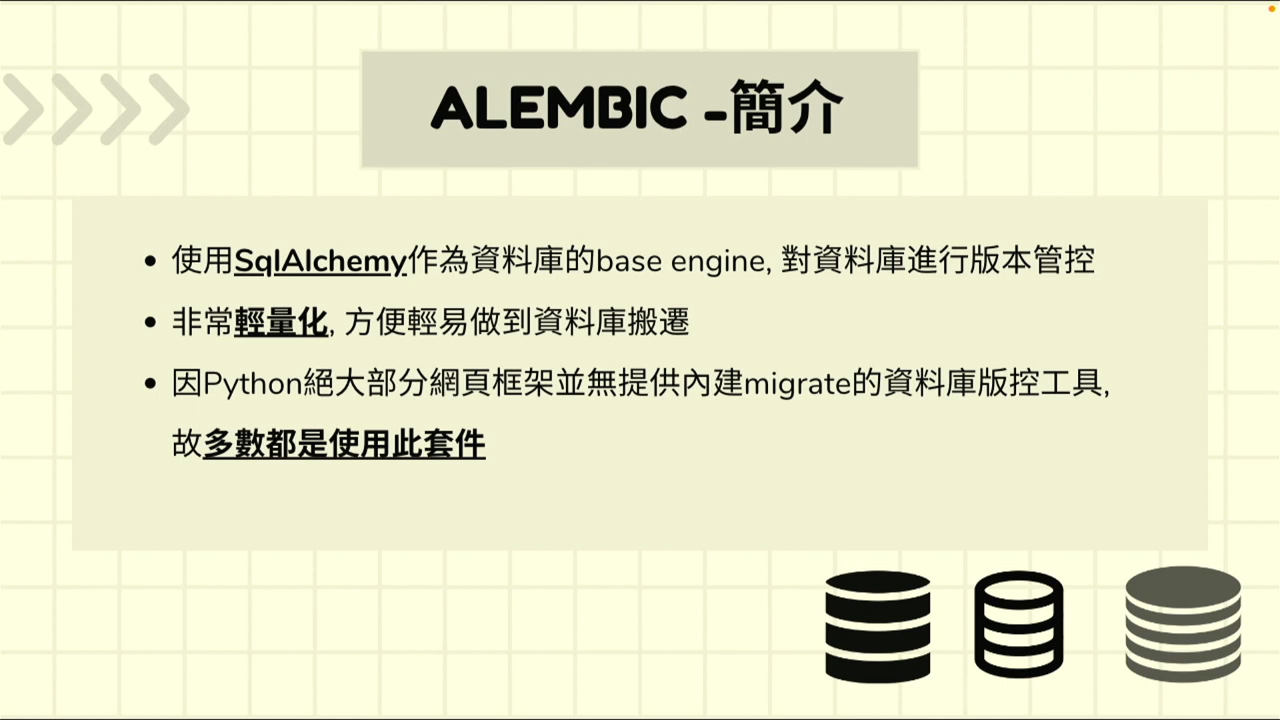 ALEMBIC -簡介
使用SqlAlchemy作為資料庫的base engine, 對資料庫進行版本管控
非常輕量化, 方便輕易做到資料庫搬遷
因Python絕大部分網頁框架並無提供內建migrate的資料庫版控工具,
故多數都是使用此套件